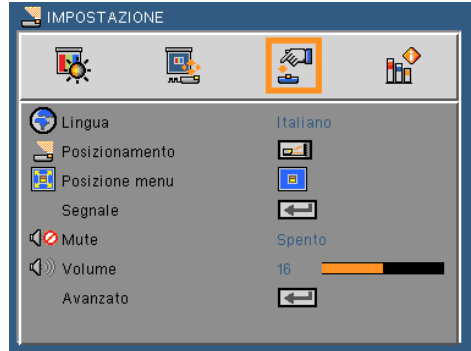 IMPOSTAZIONE
Lingua Italiano
Posizionamento
Posizione menu
Segnale
Mute Spento
Volume 16
Avanzato